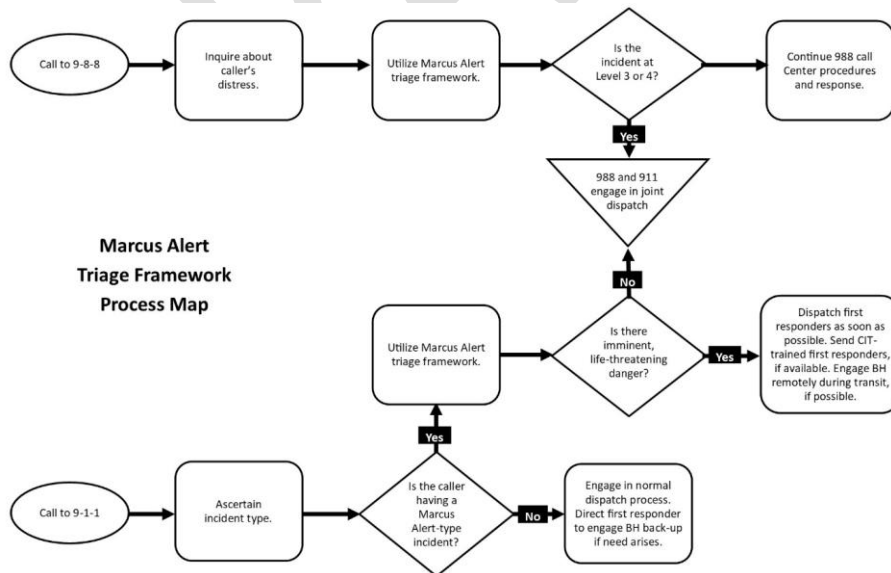 Call to 9-8-8
Inquire about
caller's
distress.
Utilize Marcus Alert
triage framework.
Is the
incident at
Level 3 or 4?
Continue 988 call
Center procedures
and response.
Yes
988 and 911
engage in joint
dispatch
Marcus Alert
Triage Framework
Process Map
No
Utilize Marcus Alert
triage framework.
Is there
imminent,
life-threatening
danger?
Yes
Dispatch first
responders as soon as
possible. Send CIT-
trained first responders,
if available. Engage BH
remotely during transit,
if possible.
Yes
Call to 9-1-1
Ascertain
incident type.
Is the caller
having a
Marcus
Alert-type
incident?
No
Engage in normal
dispatch process.
Direct first responder
to engage BH back-up
if need arises.